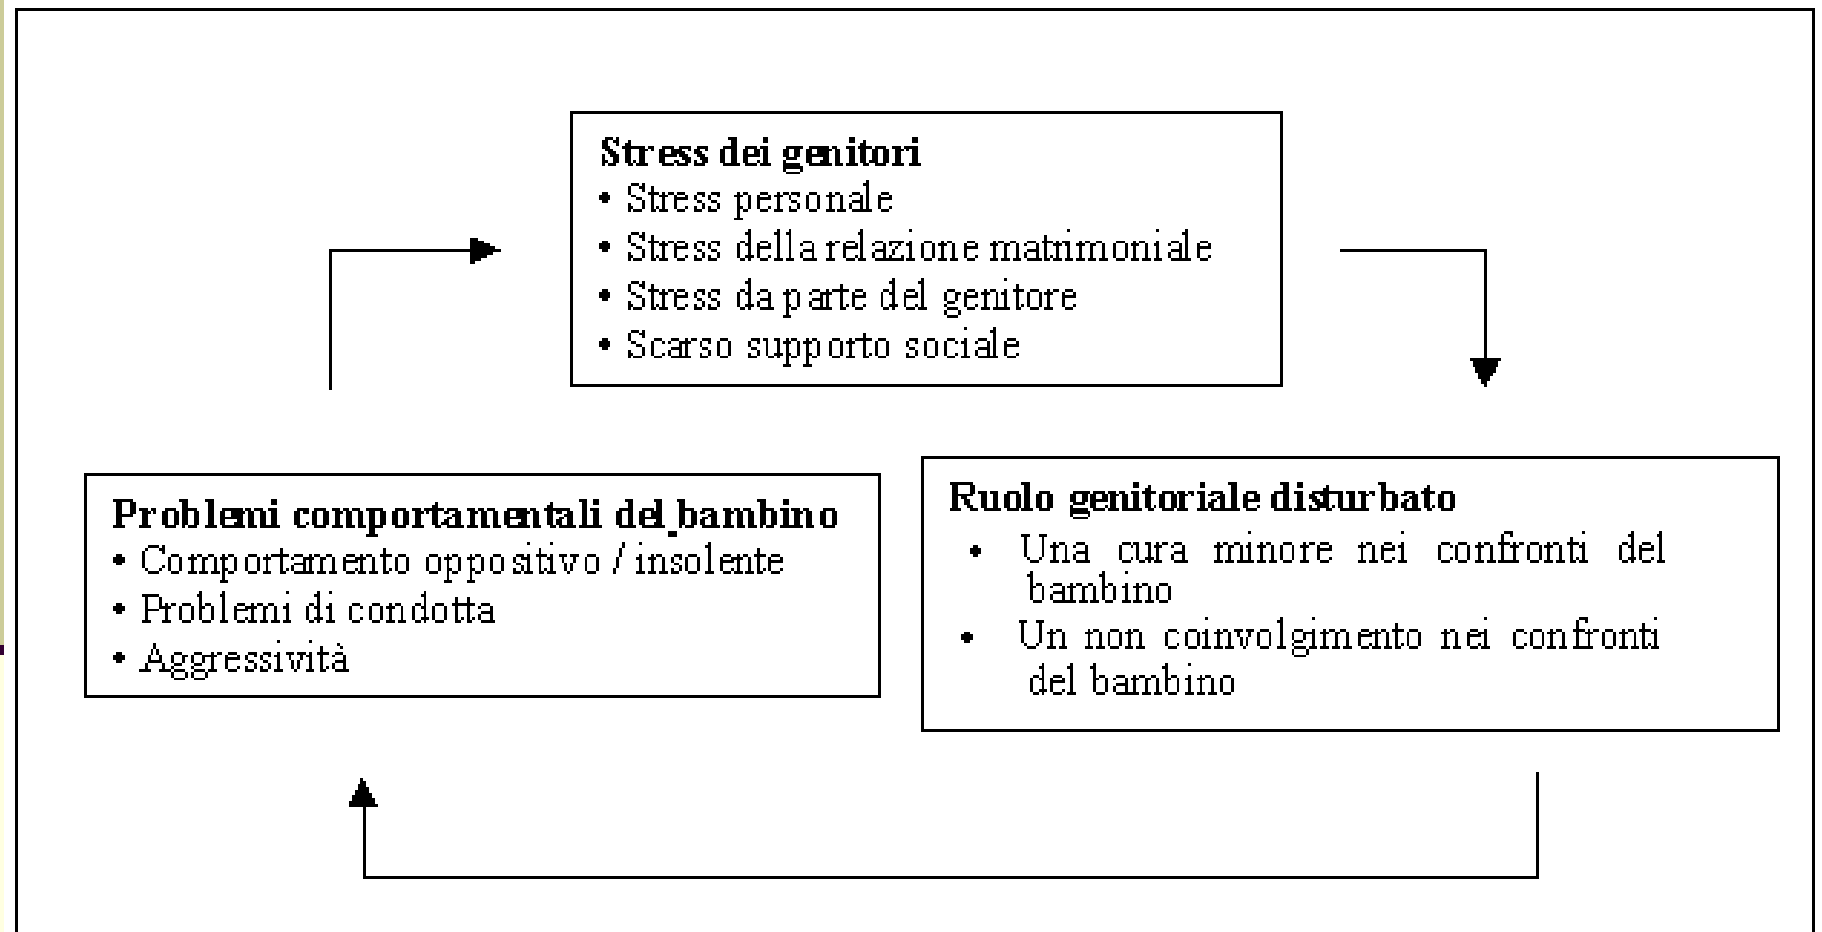 Stress dei genitori
• Stress personale
• Stress della relazione matrimoniale
• Stress da parte del genitore
• Scarso supporto sociale
Problemi comportamentali del bambino
• Comportamento oppositivo / insolente
• Problemi di condotta
• Aggressività
Ruolo genitoriale disturbato
• Una cura minore nei confronti del
bambino
• Un non coinvolgimento nei confronti
del bambino